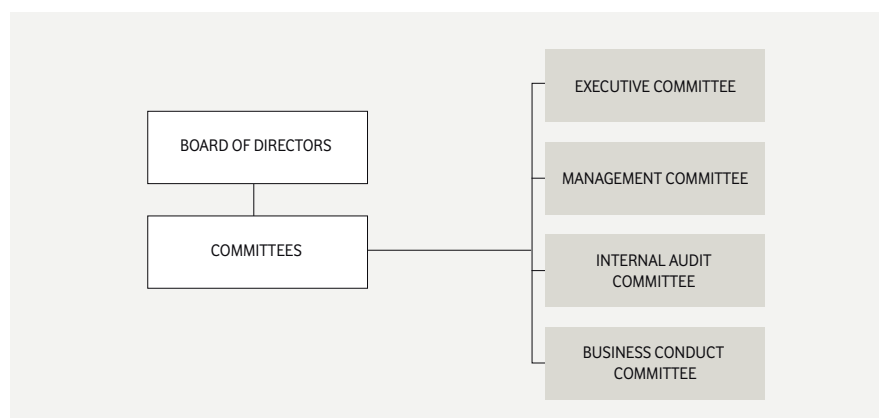 BOARD OF DIRECTORS
COMMITTEES
EXECUTIVE COMMITTEE
MANAGEMENT COMMITTEE
INTERNAL AUDIT
COMMITTEE
BUSINESS CONDUCT
COMMITTEE